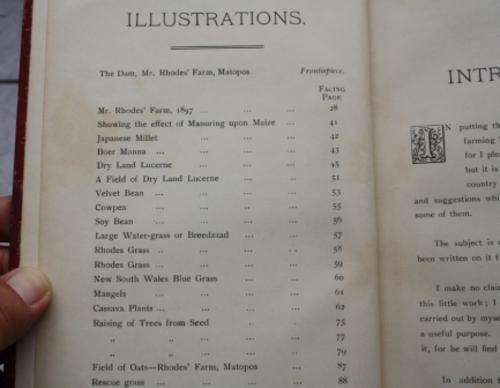 ILLUSTRATIONS.
The Dam, Mr. Rhodes' Farm, Matopos Frontispiece.
FACING
PAGE
Mr. Rhodes' Farm, 1897 ... ... ... 28
Showing the effect of Manuring upon Maize ... 41
Japanese Millet ... ... ... 42
Boer Manna ... ... ... ... 43
Dry Land Lucerne ... ... ... 45
A Field of Dry Land Lucerne ... ... 51
Velvet Bean ... ... ... ... 53
Cowpea ... ... ... ... 55
Soy Bean ... ... ... ... 56
Large Water-grass or Breedzaad ... ... 57
Rhodes Grass ... ... ... ... 58
Rhodes Grass ... ... ... ... 59
New South Wales Blue Grass ... ... 60
Mangels ... ... ... ... 61
Cassava Plants ... ... ... ... 62
Raising of Trees from Seed ... ... 75
" " ... ... ... 77
" " ... ... ... 79
Field of Oats—Rhodes' Farm, Matopos ... 87
Rescue grass ... ... ... ... 88
INTR
IN putting th
farming
for I ple
but it is
country
and suggestions whi
some of them.
The subject is
been written on it
I make no clai
this little work; I
carried out by myse
a useful purpose.
it, for he will find
In addition